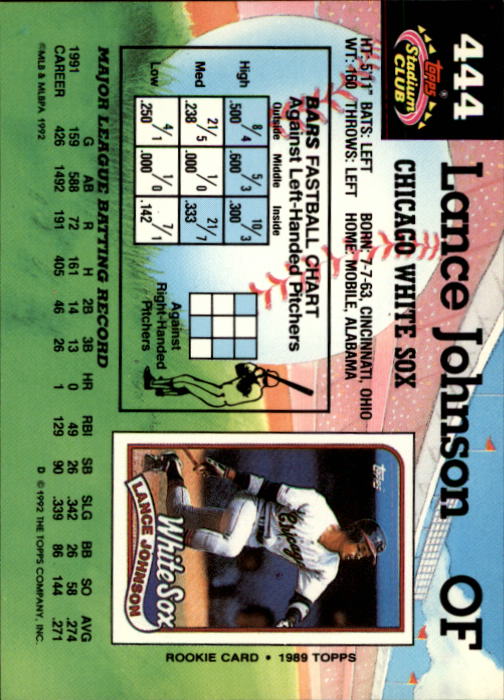 444
topps
Stadium
CLUB
Lance Johnson OF
CHICAGO WHITE SOX
HT: 5'11" BATS: LEFT BORN: 7-7-63, CINCINNATI, OHIO
WT: 160 THROWS: LEFT HOME: MOBILE, ALABAMA
BARS FASTBALL CHART
Against Left-Handed Pitchers
Outside Middle Inside
High 8/4 .500 5/3 .600 10/3 .300
Med 21/5 .238 1/0 .000 21/7 .333
Low 4/1 .250 1/0 .000 7/1 .142
Against
Right-Handed
Pitchers
topps
Chicago
White Sox
LANCE JOHNSON
ROOKIE CARD • 1989 TOPPS
MAJOR LEAGUE BATTING RECORD
G AB R H 2B 3B HR RBI SB SLG BB SO AVG
1991 159 588 72 161 14 13 0 49 26 .342 26 58 .274
CAREER 426 1492 191 405 46 26 1 129 90 .339 86 144 .271
©MLB & MLBPA 1992 D ©1992 THE TOPPS COMPANY, INC.